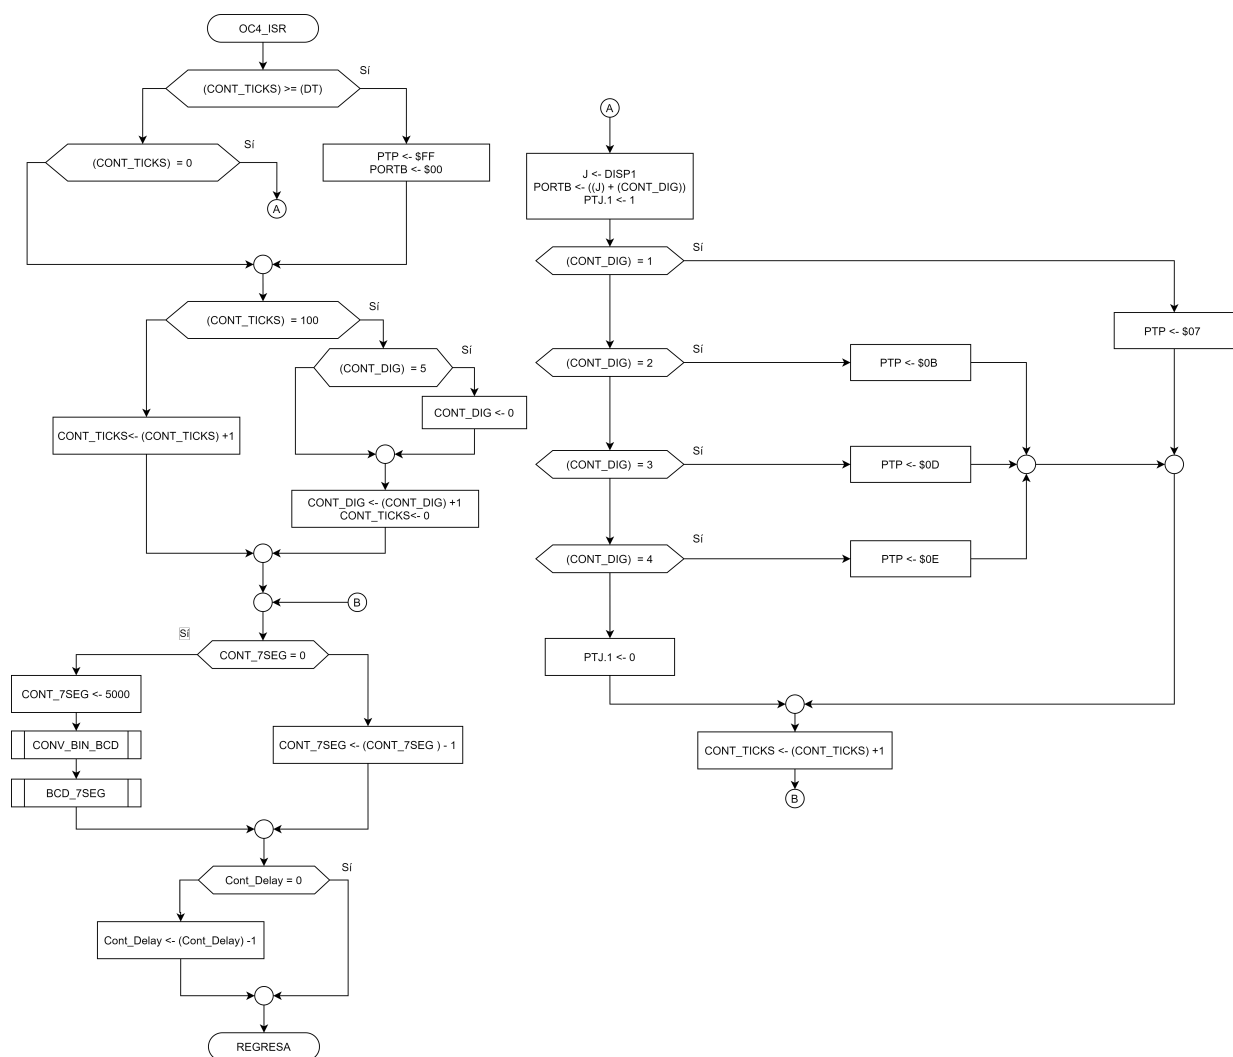 OC4_ISR
Sí
(CONT_TICKS) >= (DT)
Sí
(CONT_TICKS) = 0
PTP <- $FF
PORTB <- $00
A
Sí
(CONT_TICKS) = 100
Sí
(CONT_DIG) = 5
CONT_DIG <- 0
CONT_TICKS<- (CONT_TICKS) +1
CONT_DIG <- (CONT_DIG) +1
CONT_TICKS<- 0
B
Sí
CONT_7SEG = 0
CONT_7SEG <- 5000
CONV_BIN_BCD
BCD_7SEG
CONT_7SEG <- (CONT_7SEG ) - 1
Sí
Cont_Delay = 0
Cont_Delay <- (Cont_Delay) -1
REGRESA
A
J <- DISP1
PORTB <- ((J) + (CONT_DIG))
PTJ.1 <- 1
Sí
(CONT_DIG) = 1
PTP <- $07
Sí
(CONT_DIG) = 2
PTP <- $0B
Sí
(CONT_DIG) = 3
PTP <- $0D
Sí
(CONT_DIG) = 4
PTP <- $0E
PTJ.1 <- 0
CONT_TICKS <- (CONT_TICKS) +1
B